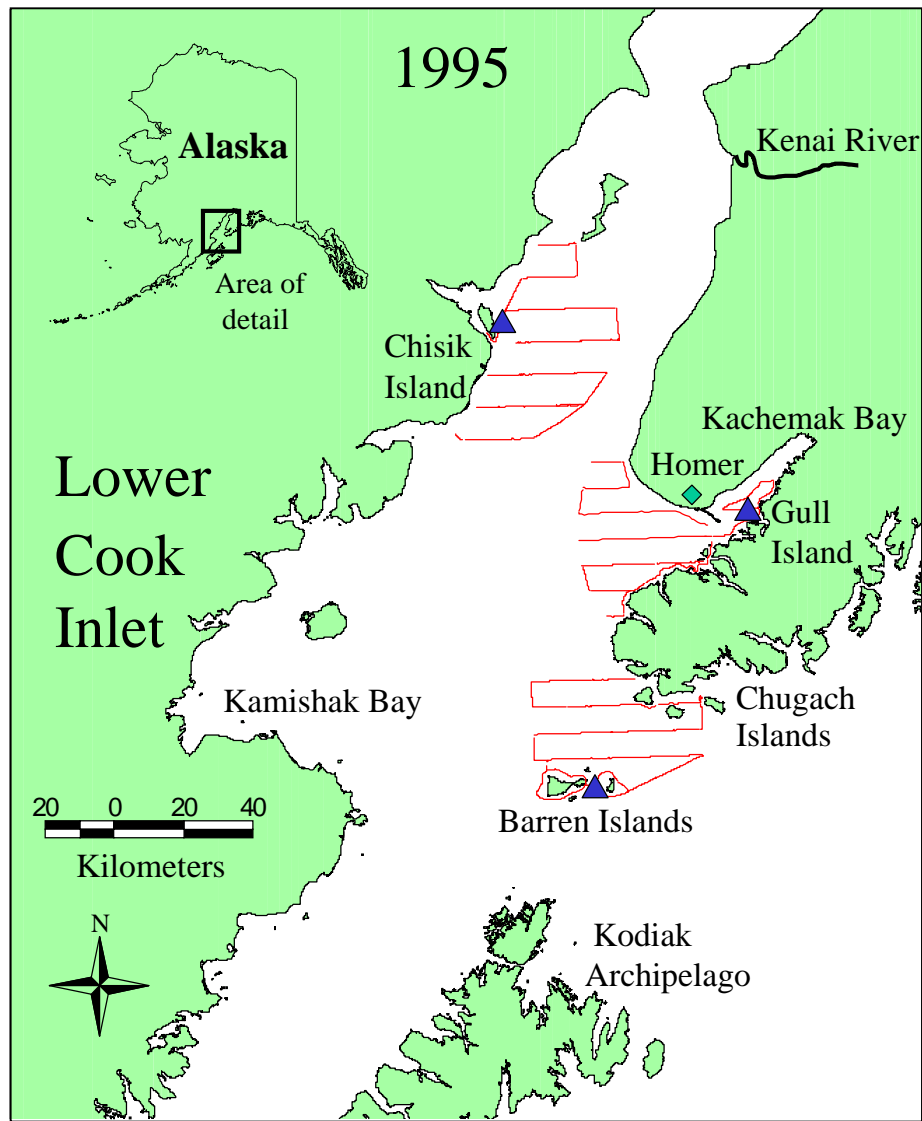 1995
Kenai River
Alaska
Area of
detail
Chisik
Island
Kachemak Bay
Homer
Lower
Cook
Inlet
Gull
Island
Kamishak Bay
Chugach
Islands
20 0 20 40
Kilometers
Barren Islands
N
Kodiak
Archipelago